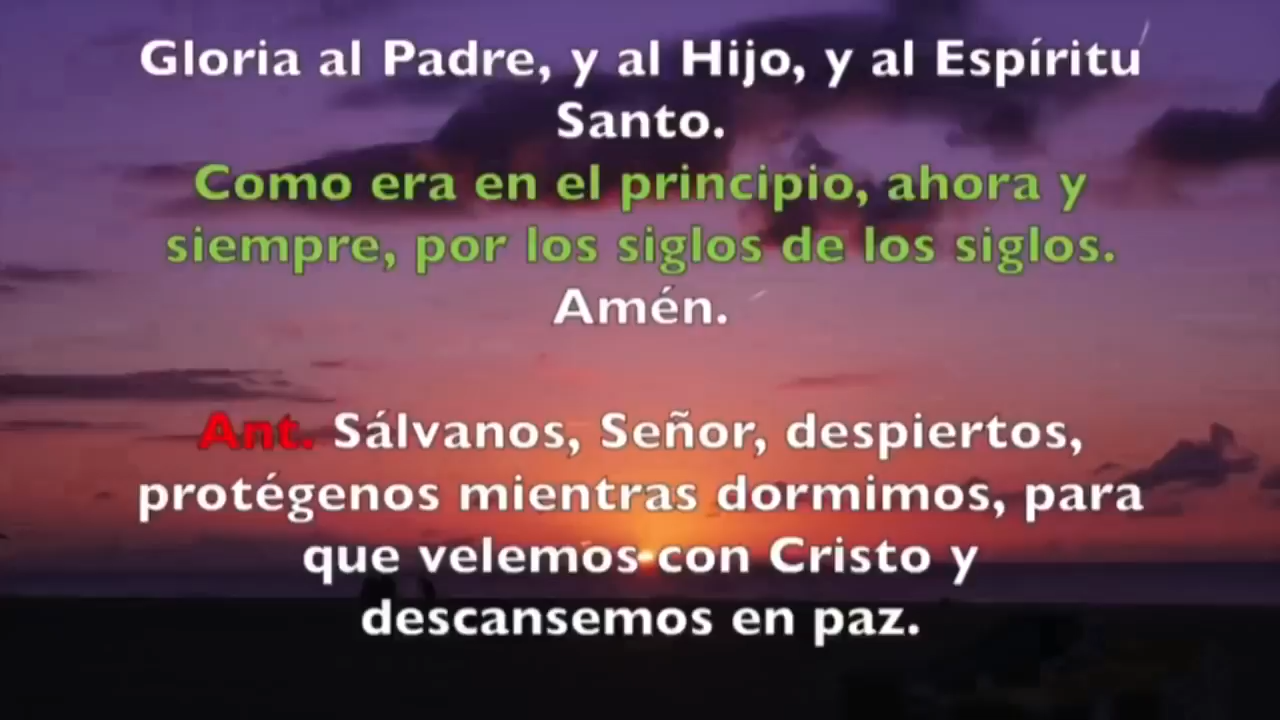 Gloria al Padre, y al Hijo, y al Espíritu
Santo.
Como era en el principio, ahora y
siempre, por los siglos de los siglos.
Amén.
Ant. Sálvanos, Señor, despiertos,
protégenos mientras dormimos, para
que velemos con Cristo y
descansemos en paz.